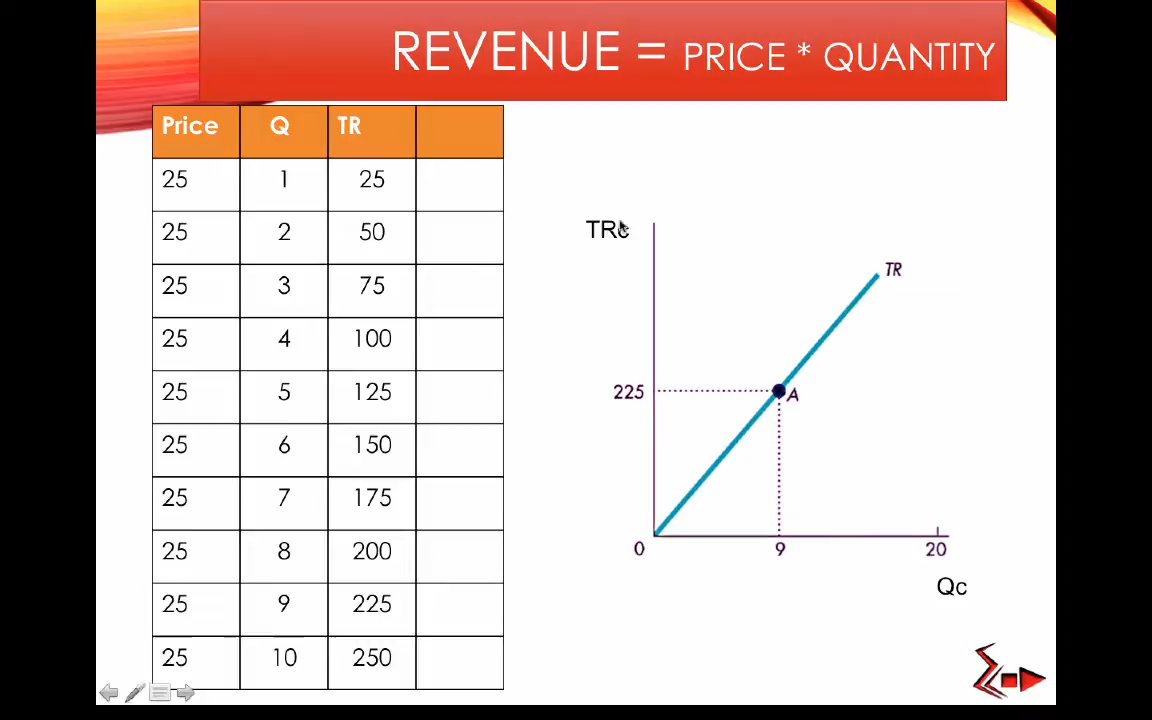 REVENUE = PRICE * QUANTITY
Price Q TR
25 1 25
25 2 50
25 3 75
25 4 100
25 5 125
25 6 150
25 7 175
25 8 200
25 9 225
25 10 250
TRc
TR
225 A
0 9 20
Qc